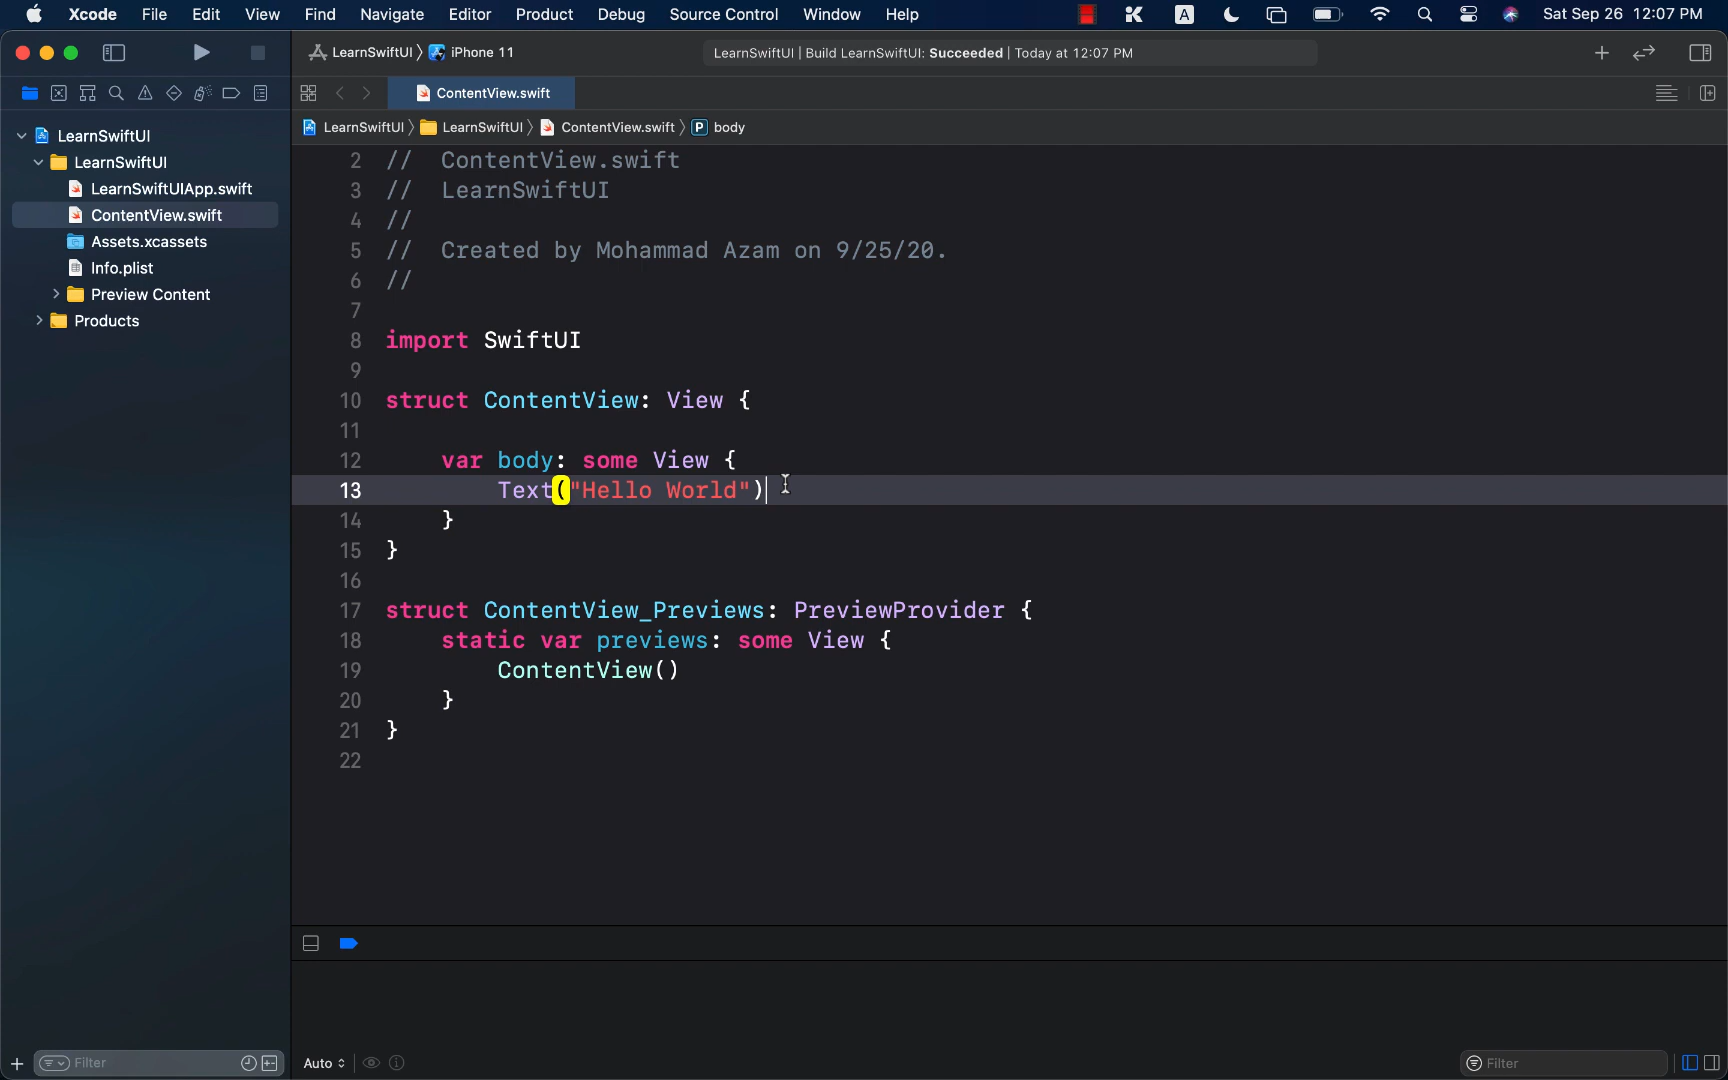 Xcode File Edit View Find Navigate Editor Product Debug Source Control Window Help A Sat Sep 26 12:07 PM
LearnSwiftUI iPhone 11 LearnSwiftUI | Build LearnSwiftUI: Succeeded | Today at 12:07 PM
ContentView.swift
LearnSwiftUI LearnSwiftUI ContentView.swift P body
LearnSwiftUI
LearnSwiftUI
LearnSwiftUIApp.swift
ContentView.swift
Assets.xcassets
Info.plist
Preview Content
Products
2 // ContentView.swift
3 // LearnSwiftUI
4 //
5 // Created by Mohammad Azam on 9/25/20.
6 //
7
8 import SwiftUI
9
10 struct ContentView: View {
11
12 var body: some View {
13 Text("Hello World")
14 }
15 }
16
17 struct ContentView_Previews: PreviewProvider {
18 static var previews: some View {
19 ContentView()
20 }
21 }
22
Filter
Auto
Filter